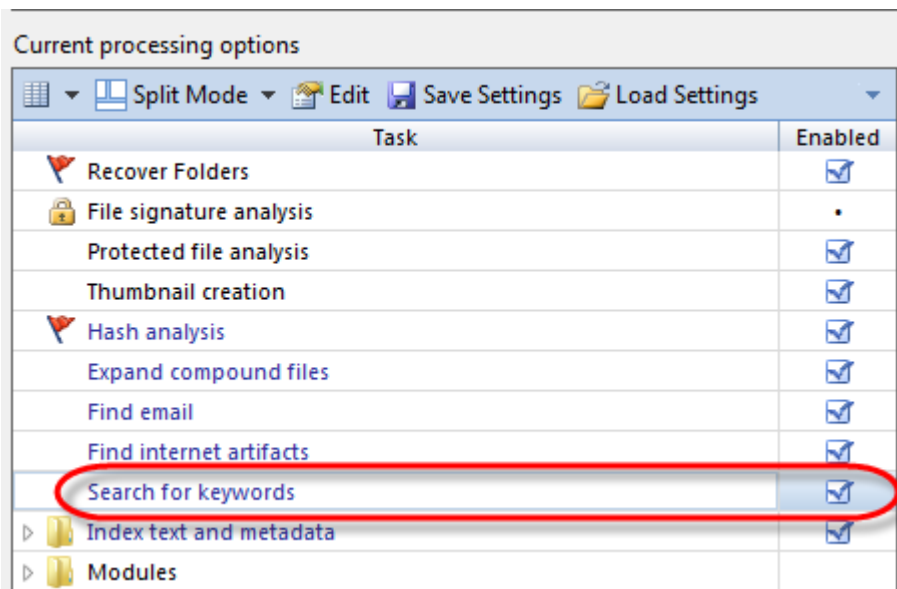 Current processing options
Split Mode Edit Save Settings Load Settings
Task Enabled
Recover Folders
File signature analysis
Protected file analysis
Thumbnail creation
Hash analysis
Expand compound files
Find email
Find internet artifacts
Search for keywords
Index text and metadata
Modules